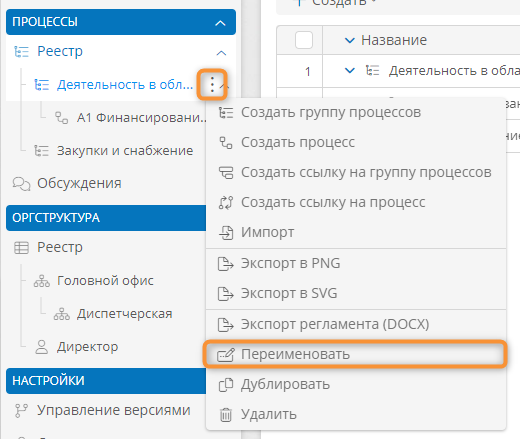 ПРОЦЕССЫ
Реестр
Деятельность в обла...
А1 Финансировани...
Закупки и снабжение
Обсуждения
ОРГСТРУКТУРА
Реестр
Головной офис
Диспетчерская
Директор
НАСТРОЙКИ
Управление версиями
Создать
Название
1 Деятельность в обла
Создать группу процессов
Создать процесс
Создать ссылку на группу процессов
Создать ссылку на процесс
Импорт
Экспорт в PNG
Экспорт в SVG
Экспорт регламента (DOCX)
Переименовать
Дублировать
Удалить